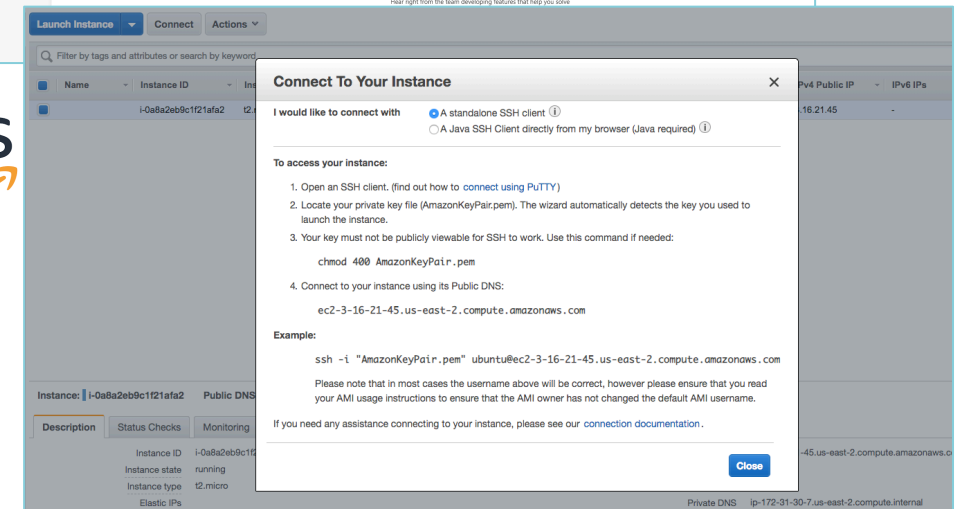 Hear right from the team developing features that help you solve
Launch Instance Connect Actions
Filter by tags and attributes or search by keyword
Name Instance ID Ins Pv4 Public IP IPv6 IPs
i-0a8a2eb9c1f21afa2 t2. .16.21.45 -
Connect To Your Instance
I would like to connect with A standalone SSH client
A Java SSH Client directly from my browser (Java required)
To access your instance:
1. Open an SSH client. (find out how to connect using PuTTY)
2. Locate your private key file (AmazonKeyPair.pem). The wizard automatically detects the key you used to
launch the instance.
3. Your key must not be publicly viewable for SSH to work. Use this command if needed:
chmod 400 AmazonKeyPair.pem
4. Connect to your instance using its Public DNS:
ec2-3-16-21-45.us-east-2.compute.amazonaws.com
Example:
ssh -i "AmazonKeyPair.pem" ubuntu@ec2-3-16-21-45.us-east-2.compute.amazonaws.com
Please note that in most cases the username above will be correct, however please ensure that you read
your AMI usage instructions to ensure that the AMI owner has not changed the default AMI username.
If you need any assistance connecting to your instance, please see our connection documentation.
Close
Instance: i-0a8a2eb9c1f21afa2 Public DNS
Description Status Checks Monitoring
Instance ID i-0a8a2eb9c1f2 -45.us-east-2.compute.amazonaws.co
Instance state running
Instance type t2.micro
Elastic IPs Private DNS ip-172-31-30-7.us-east-2.compute.internal